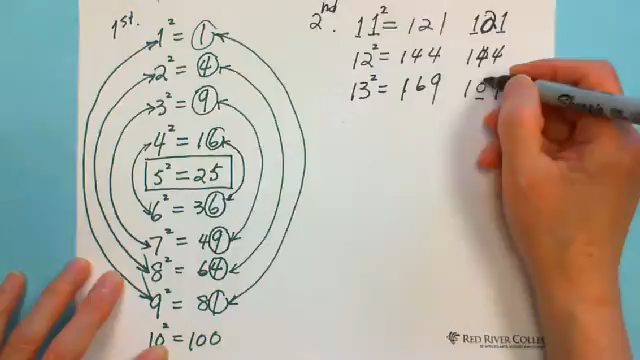 1st.
1² = 1
2² = 4
3² = 9
4² = 16
5² = 25
6² = 36
7² = 49
8² = 64
9² = 81
10² = 100
2nd.
11² = 121 121
12² = 144 144
13² = 169
Sharpie
RED RIVER COLLEGE